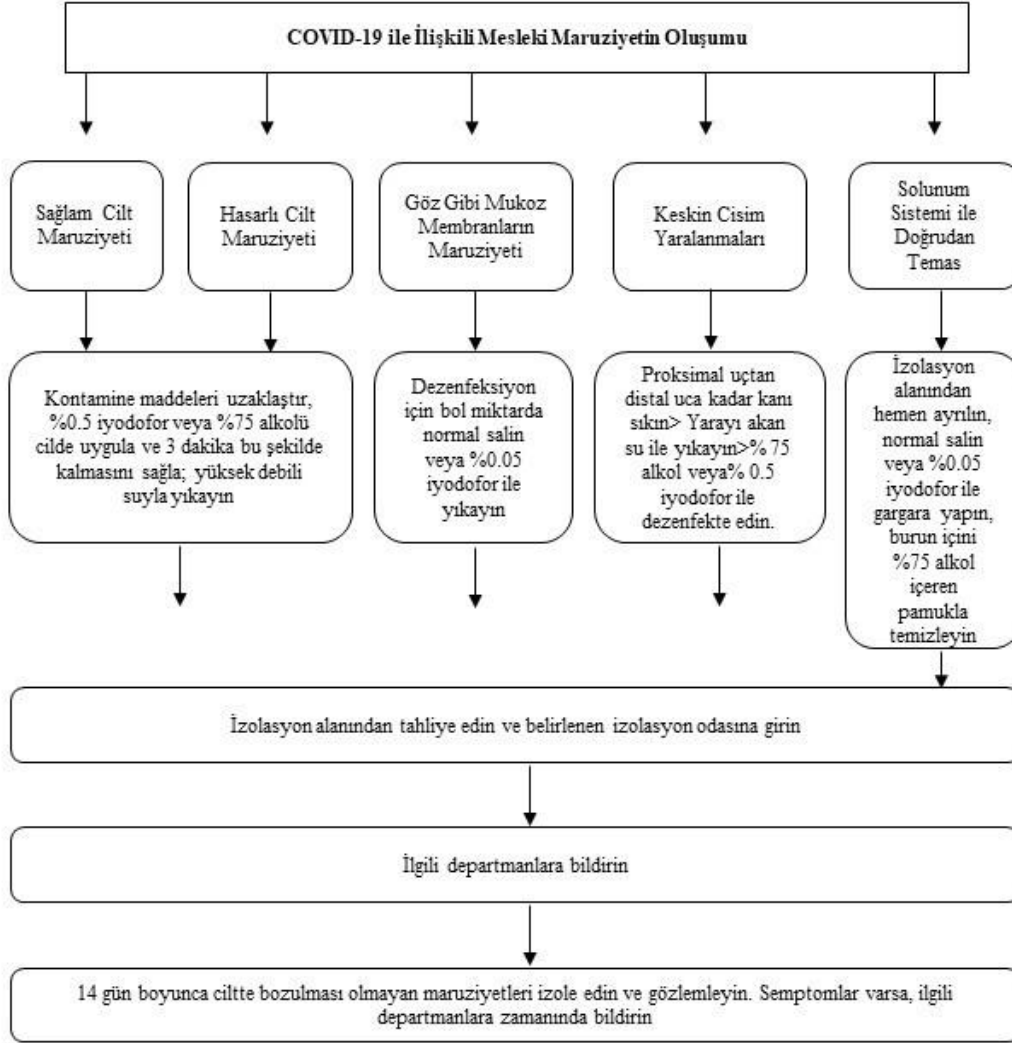 COVID-19 ile İlişkili Mesleki Maruziyetin Oluşumu
Sağlam Cilt
Maruziyeti
Hasarlı Cilt
Maruziyeti
Göz Gibi Mukoz
Membranların
Maruziyeti
Keskin Cisim
Yaralanmaları
Solunum
Sistemi ile
Doğrudan
Temas
Kontamine maddeleri uzaklaştır,
%0.5 iyodofor veya %75 alkolü
cilde uygula ve 3 dakika bu şekilde
kalmasını sağla; yüksek debili
suyla yıkayın
Dezenfeksiyon
için bol miktarda
normal salin
veya %0.05
iyodofor ile
yıkayın
Proksimal uçtan
distal uca kadar kanı
sıkın> Yarayı akan
su ile yıkayın>% 75
alkol veya% 0.5
iyodofor ile
dezenfekte edin.
İzolasyon
alanından
hemen ayrılın,
normal salin
veya %0.05
iyodofor ile
gargara yapın,
burun içini
%75 alkol
içeren
pamukla
temizleyin
İzolasyon alanından tahliye edin ve belirlenen izolasyon odasına girin
İlgili departmanlara bildirin
14 gün boyunca ciltte bozulması olmayan maruziyetleri izole edin ve gözlemleyin. Semptomlar varsa, ilgili
departmanlara zamanında bildirin